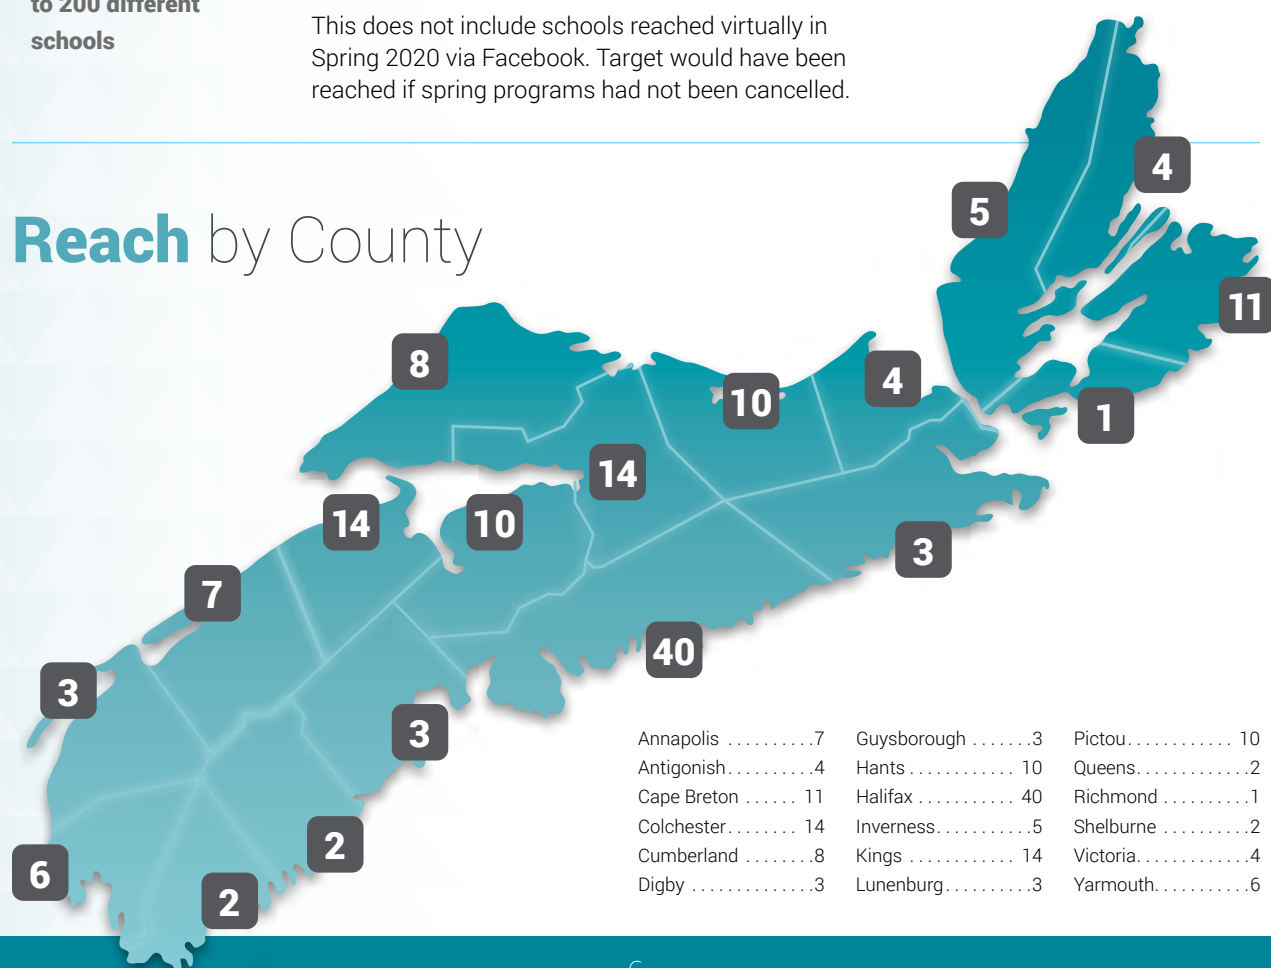 to 200 different
schools
This does not include schools reached virtually in
Spring 2020 via Facebook. Target would have been
reached if spring programs had not been cancelled.
Reach by County
4
5
11
8
10
4
1
14
14
10
3
7
40
3
3
2
6
2
Annapolis ..........7
Antigonish..........4
Cape Breton ...... 11
Colchester........ 14
Cumberland ........8
Digby ..............3
Guysborough .......3
Hants ............ 10
Halifax ........... 40
Inverness...........5
Kings ............ 14
Lunenburg..........3
Pictou............ 10
Queens.............2
Richmond ..........1
Shelburne ..........2
Victoria.............4
Yarmouth...........6